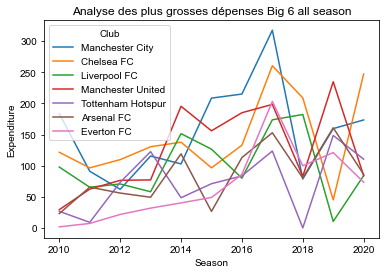 Analyse des plus grosses dépenses Big 6 all season
Club
Manchester City
Chelsea FC
Liverpool FC
Manchester United
Tottenham Hotspur
Arsenal FC
Everton FC
300
250
200
150
100
50
0
Expenditure
2010 2012 2014 2016 2018 2020
Season